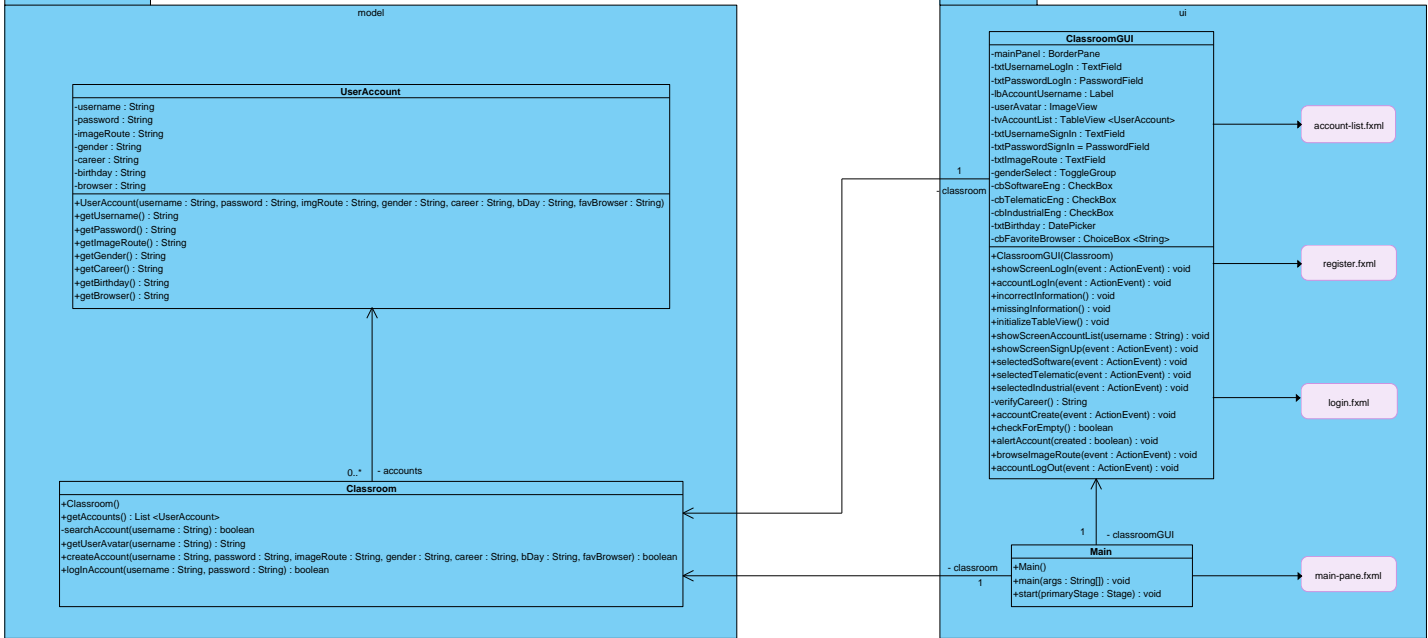 model
UserAccount
-username : String
-password : String
-imageRoute : String
-gender : String
-career : String
-birthday : String
-browser : String
+UserAccount(username : String, password : String, imgRoute : String, gender : String, career : String, bDay : String, favBrowser : String)
+getUsername() : String
+getPassword() : String
+getImageRoute() : String
+getGender() : String
+getCareer() : String
+getBirthday() : String
+getBrowser() : String
0..*
- accounts
Classroom
+Classroom()
+getAccounts() : List <UserAccount>
-searchAccount(username : String) : boolean
+getUserAvatar(username : String) : String
+createAccount(username : String, password : String, imageRoute : String, gender : String, career : String, bDay : String, favBrowser) : boolean
+logInAccount(username : String, password : String) : boolean
ui
ClassroomGUI
-mainPanel : BorderPane
-txtUsernameLogIn : TextField
-txtPasswordLogIn : PasswordField
-lbAccountUsername : Label
-userAvatar : ImageView
-tvAccountList : TableView <UserAccount>
-txtUsernameSignIn : TextField
-txtPasswordSignIn = PasswordField
-txtImageRoute : TextField
-genderSelect : ToggleGroup
-cbSoftwareEng : CheckBox
-cbTelematicEng : CheckBox
-cbIndustrialEng : CheckBox
-txtBirthday : DatePicker
-cbFavoriteBrowser : ChoiceBox <String>
+ClassroomGUI(Classroom)
+showScreenLogIn(event : ActionEvent) : void
+accountLogIn(event : ActionEvent) : void
+incorrectInformation() : void
+missingInformation() : void
+initializeTableView() : void
+showScreenAccountList(username : String) : void
+showScreenSignUp(event : ActionEvent) : void
+selectedSoftware(event : ActionEvent) : void
+selectedTelematic(event : ActionEvent) : void
+selectedIndustrial(event : ActionEvent) : void
-verifyCareer() : String
+accountCreate(event : ActionEvent) : void
+checkForEmpty() : boolean
+alertAccount(created : boolean) : void
+browseImageRoute(event : ActionEvent) : void
+accountLogOut(event : ActionEvent) : void
1
- classroom
1
- classroomGUI
Main
+Main()
+main(args : String[]) : void
+start(primaryStage : Stage) : void
- classroom
1
account-list.fxml
register.fxml
login.fxml
main-pane.fxml